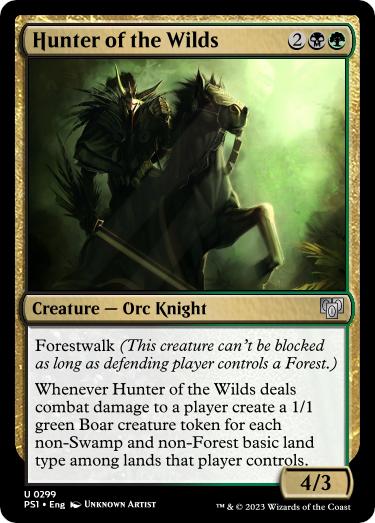 Hunter of the Wilds 2
Creature — Orc Knight
Forestwalk (This creature can't be blocked
as long as defending player controls a Forest.)
Whenever Hunter of the Wilds deals
combat damage to a player create a 1/1
green Boar creature token for each
non-Swamp and non-Forest basic land
type among lands that player controls.
4/3
U 0299
PS1 • Eng Unknown Artist
™ & © 2023 Wizards of the Coast